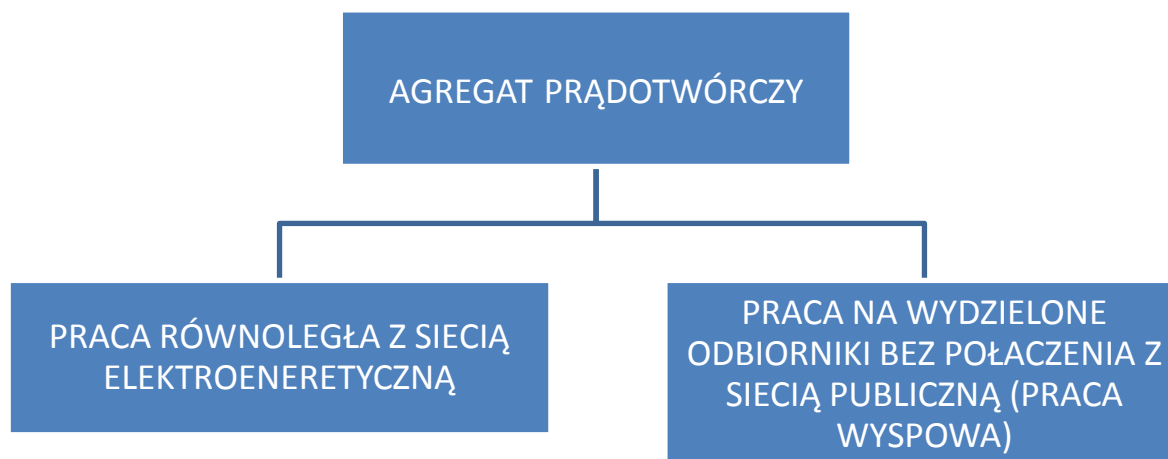 AGREGAT PRĄDOTWÓRCZY
PRACA RÓWNOLEGŁA Z SIECIĄ
ELEKTROENERETYCZNĄ
PRACA NA WYDZIELONE
ODBIORNIKI BEZ POŁACZENIA Z
SIECIĄ PUBLICZNĄ (PRACA
WYSPOWA)